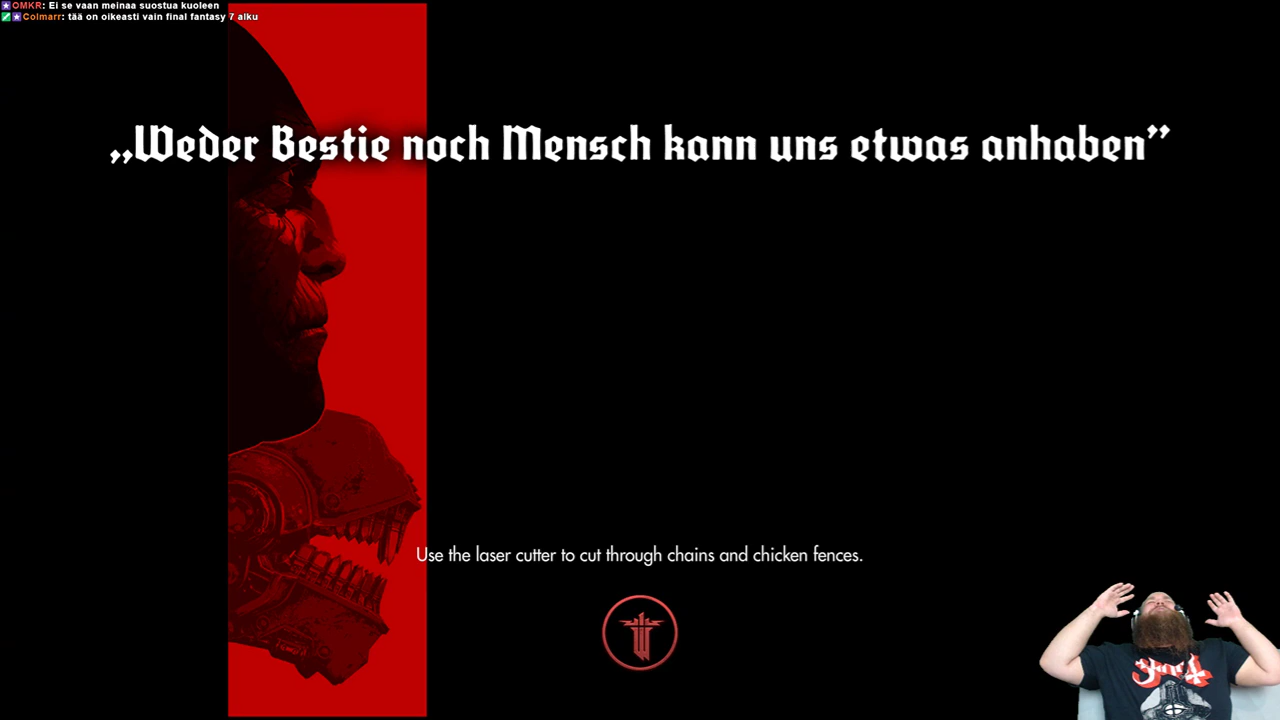 OMKR: Ei se vaan meinaa suostua kuoleen
Colmarr: tää on oikeasti vain final fantasy 7 alku
„Weder Bestie noch Mensch kann uns etwas anhaben”
Use the laser cutter to cut through chains and chicken fences.
Ghost